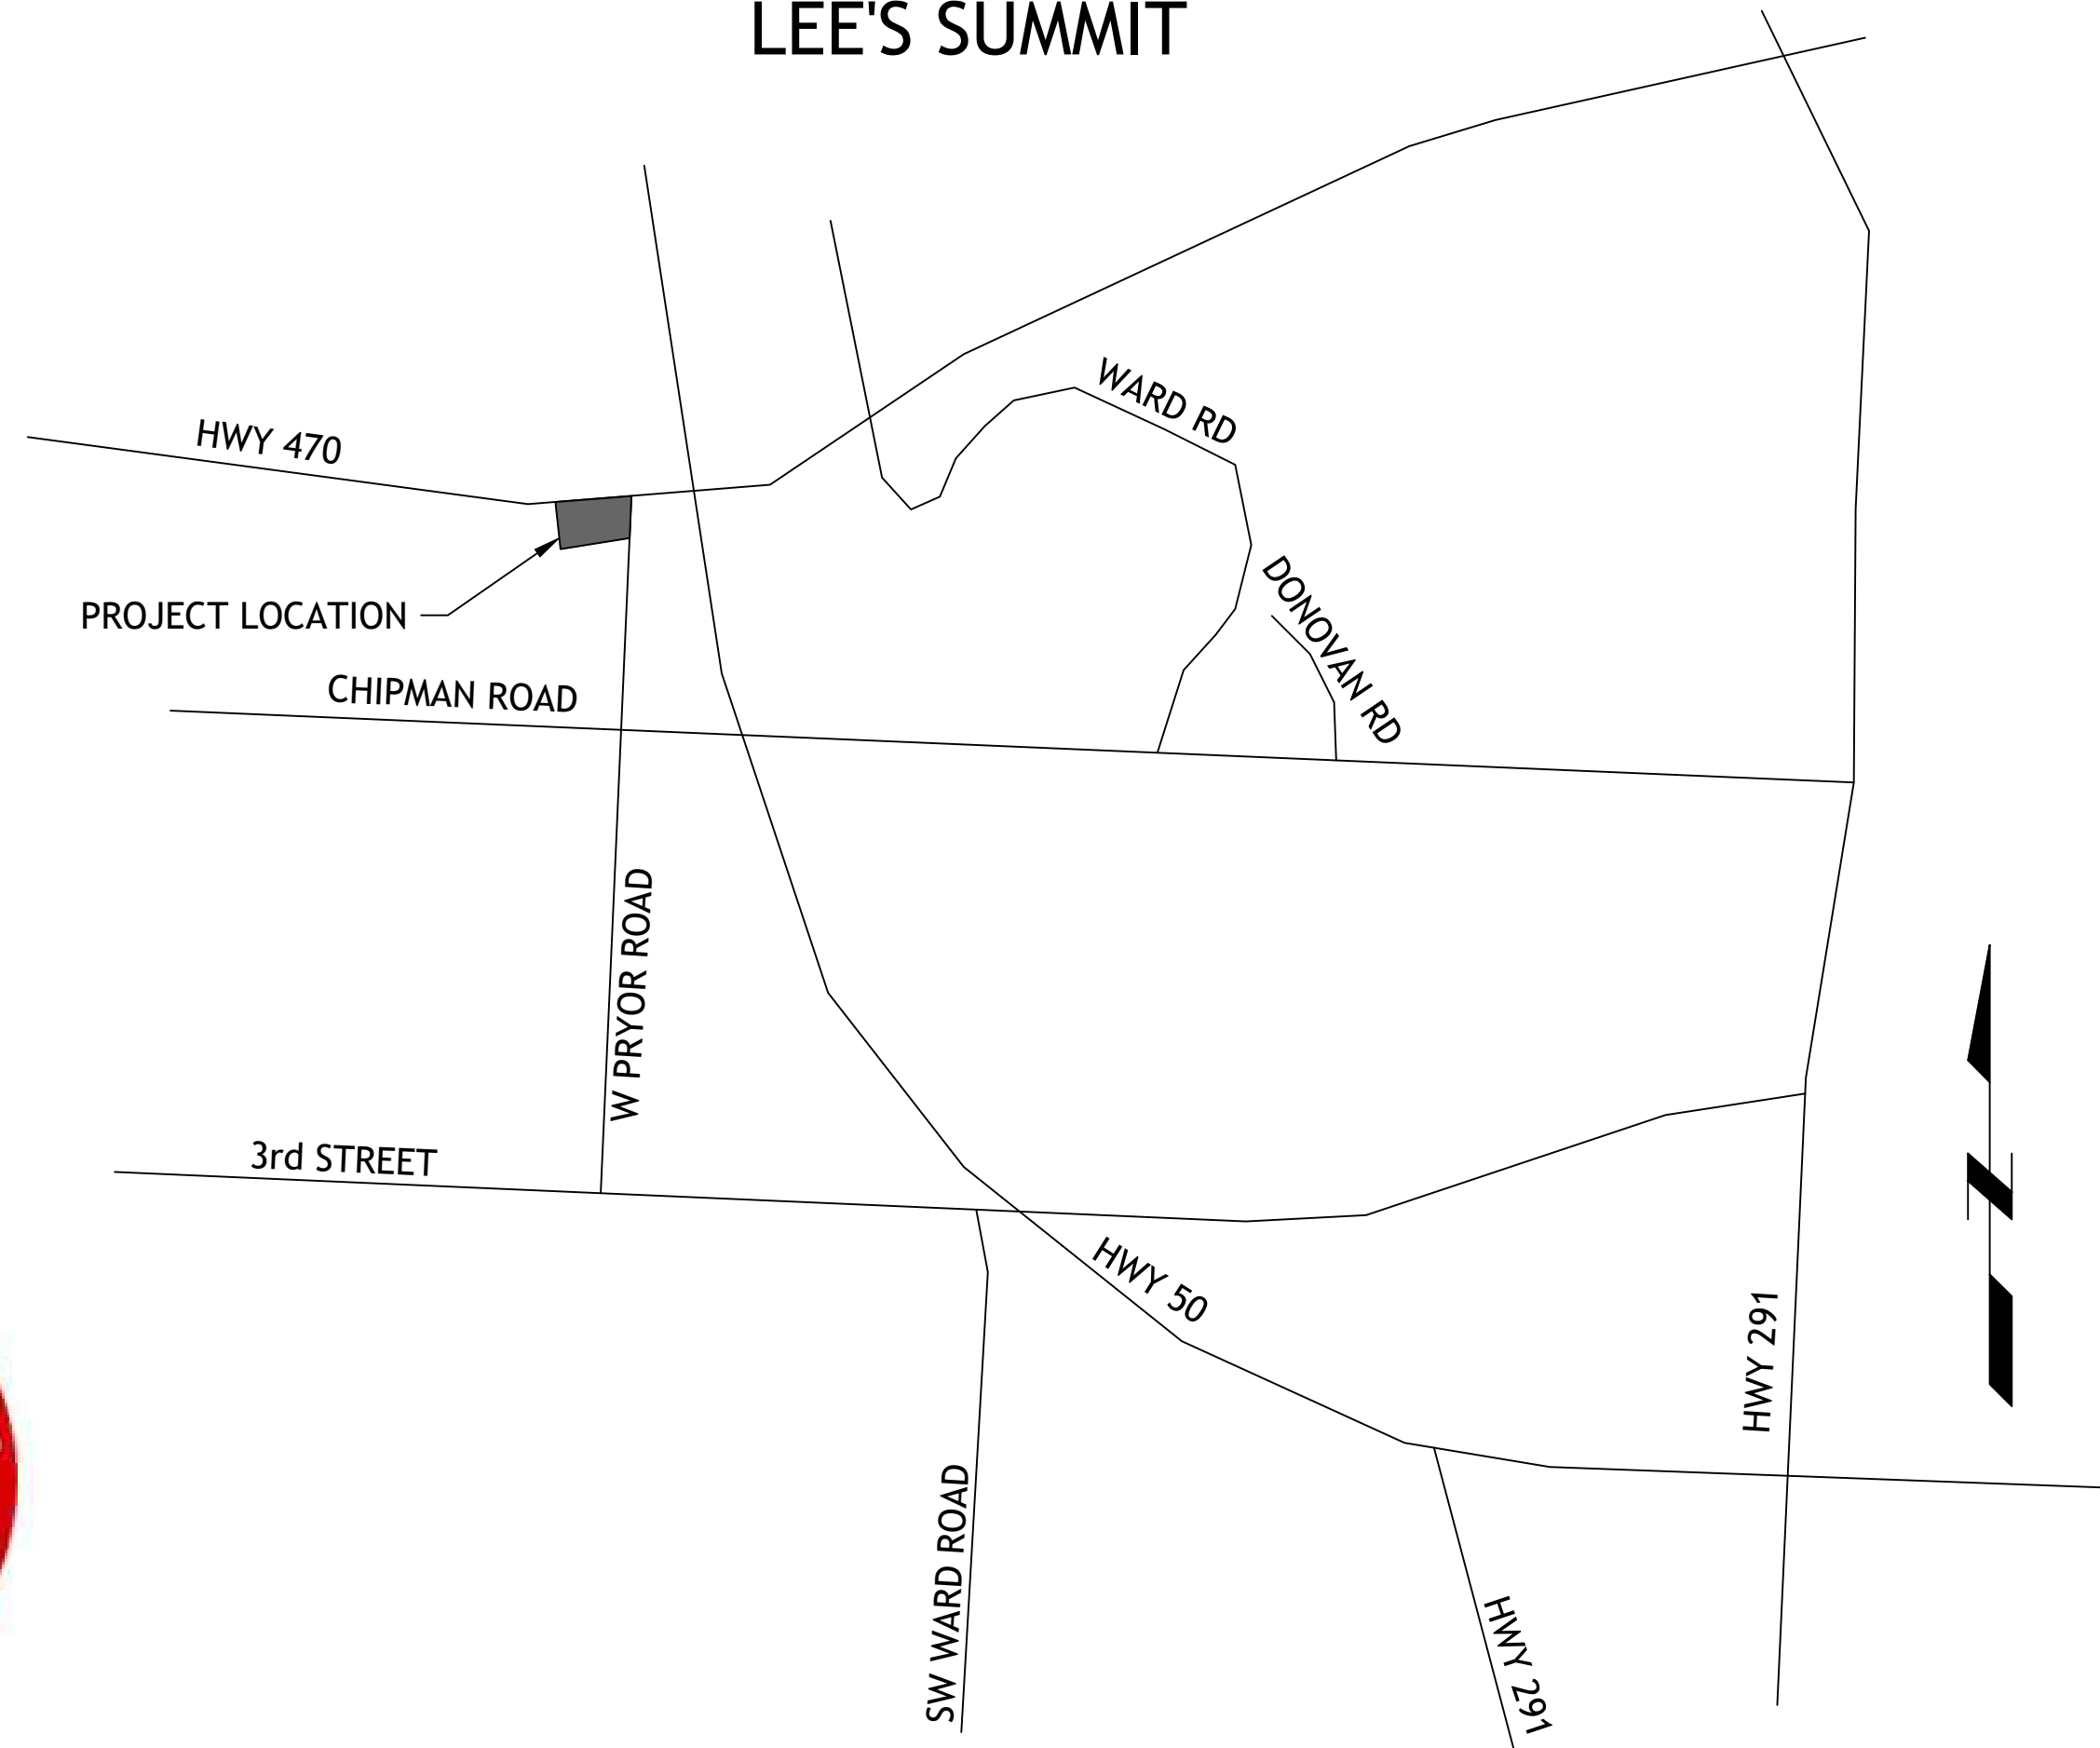 LEE'S SUMMIT
WARD RD
HWY 470
DONOVAN RD
PROJECT LOCATION
CHIPMAN ROAD
W PRYOR ROAD
3rd STREET
HWY 50
HWY 291
SW WARD ROAD
HWY 291
N